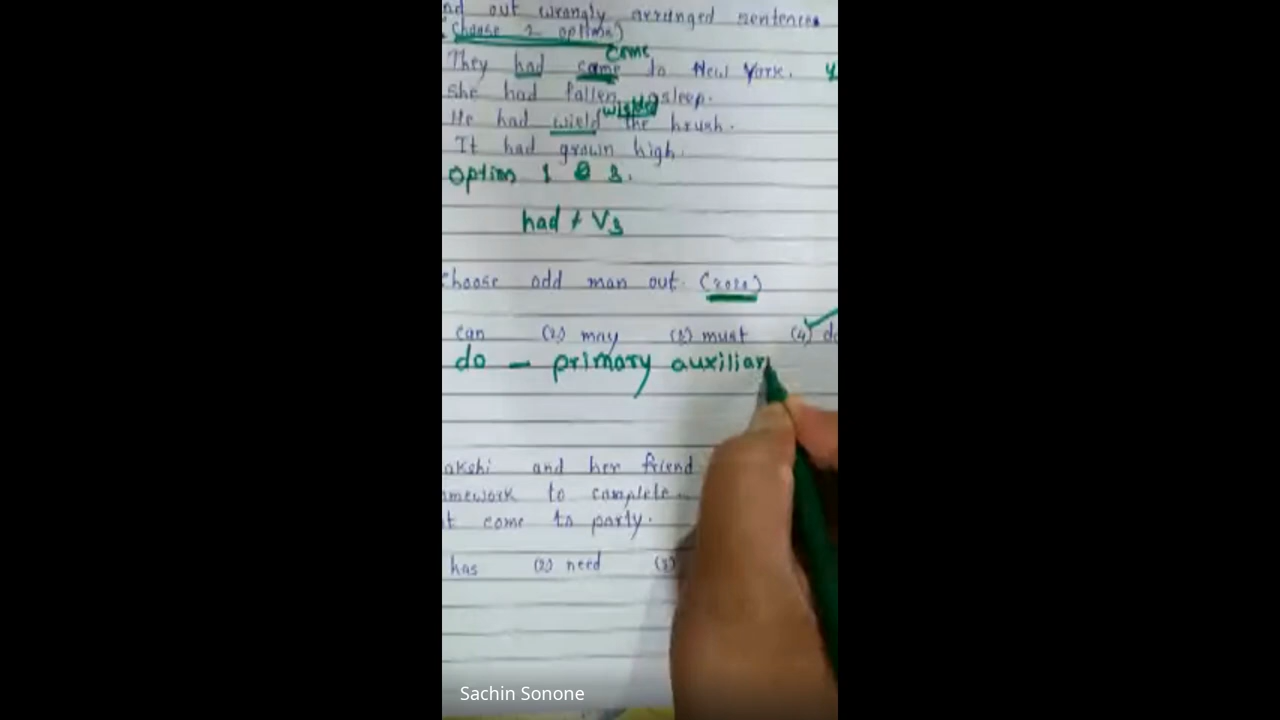 nd out wrongly arranged sentences
(Choose 2 options)
come
They had came to New York.
She had fallen asleep.
wielded
He had wield the brush.
It had grown high.
Option 1 & 3.
had + V3
Choose odd man out. (2020)
can (2) may (3) must (4) do
do – primary auxiliar
akshi and her friend
mework to complete
t come to party.
has (2) need (3)
Sachin Sonone